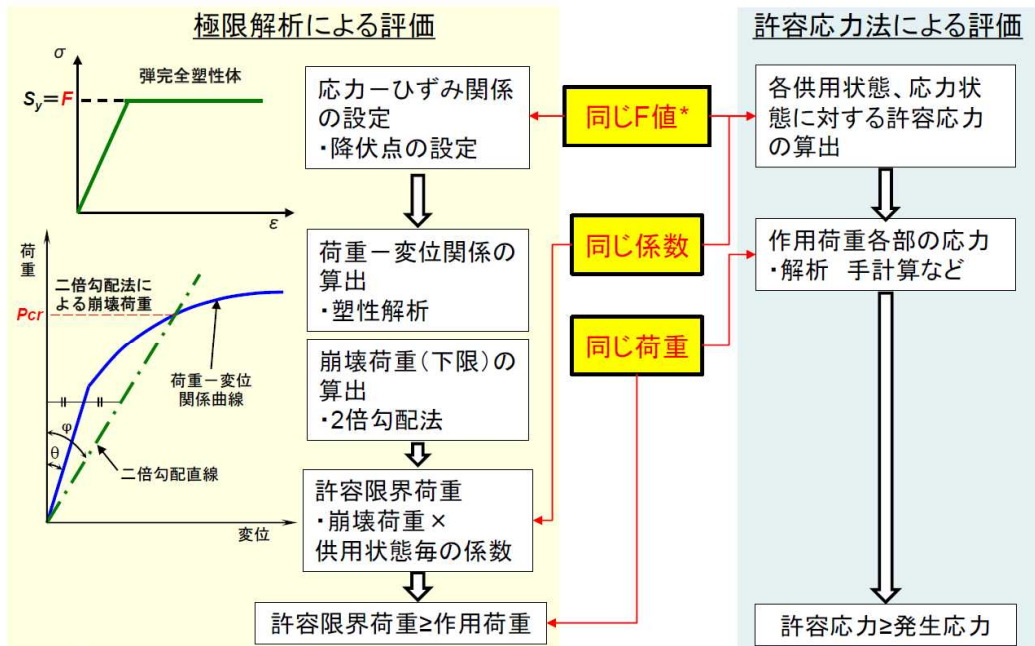 極限解析による評価
σ
弾完全塑性体
Sy=F
ε
荷重
二倍勾配法
による崩壊荷重
Pcr
荷重－変位
関係曲線
φ
θ
二倍勾配直線
変位
応力－ひずみ関係
の設定
・降伏点の設定
荷重－変位関係の
算出
・塑性解析
崩壊荷重(下限)の
算出
・2倍勾配法
許容限界荷重
・崩壊荷重×
供用状態毎の係数
許容限界荷重≥作用荷重
同じF値*
同じ係数
同じ荷重
許容応力法による評価
各供用状態、応力状
態に対する許容応力
の算出
作用荷重各部の応力
・解析 手計算など
許容応力≥発生応力